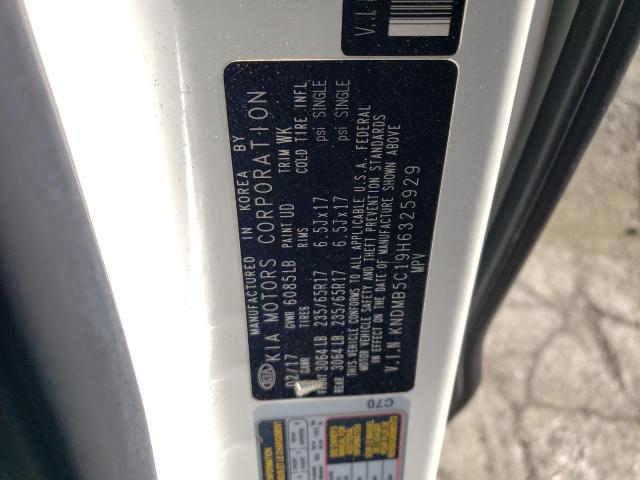 V.I.
MANUFACTURED IN KOREA BY
KIA KIA MOTORS CORPORATION
02/17 GVWR 6085LB PAINT UD TRIM WK
GAWR TIRES RIMS COLD TIRE INFL
FRONT 3064LB 235/65R17 6.5Jx17 psi SINGLE
REAR 3064LB 235/65R17 6.5Jx17 psi SINGLE
THIS VEHICLE CONFORMS TO ALL APPLICABLE U.S.A. FEDERAL
MOTOR VEHICLE SAFETY AND THEFT PREVENTION STANDARDS
IN EFFECT ON THE DATE OF MANUFACTURE SHOWN ABOVE
V.I.N KNDMB5C19H6325929
MPV
C70